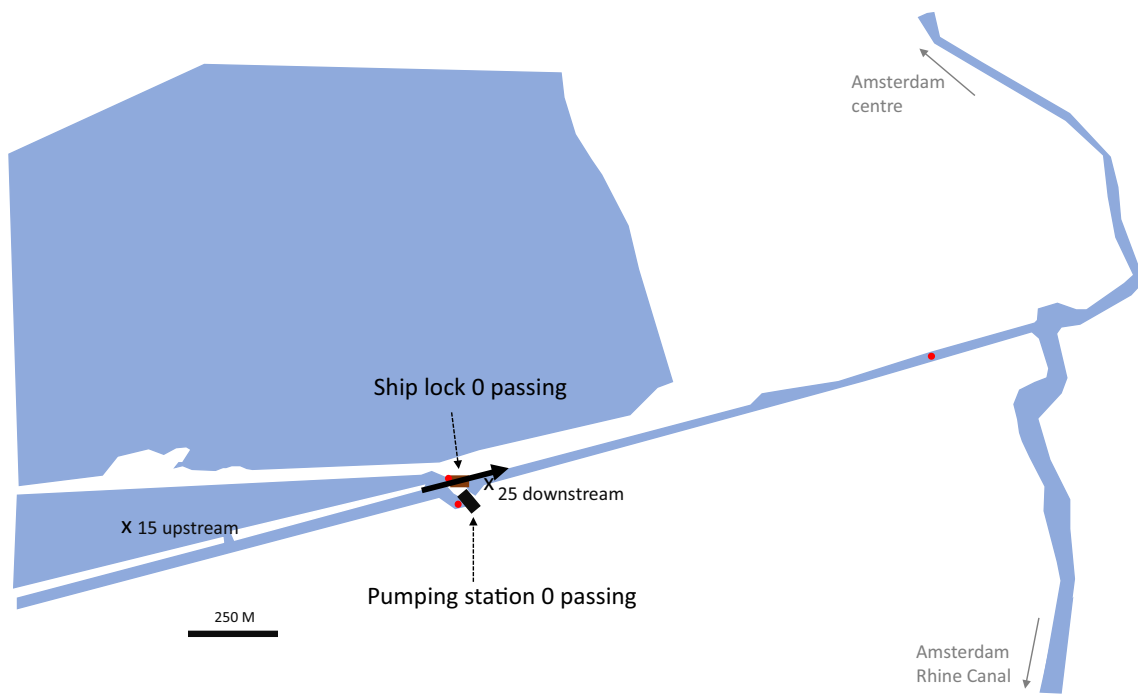 Amsterdam
centre
Ship lock 0 passing
x 25 downstream
x 15 upstream
Pumping station 0 passing
250 M
Amsterdam
Rhine Canal